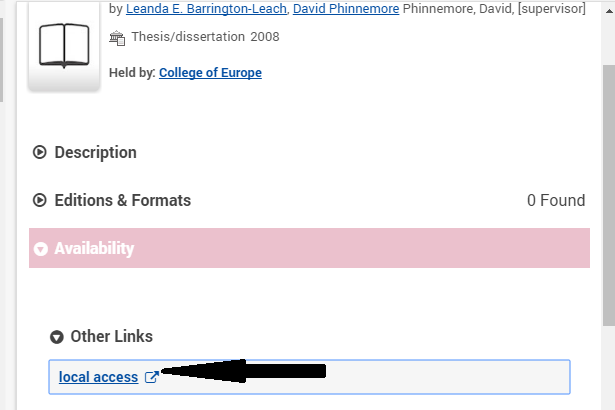 by Leanda E. Barrington-Leach, David Phinnemore Phinnemore, David, [supervisor]
Thesis/dissertation 2008
Held by: College of Europe
Description
Editions & Formats 0 Found
Availability
Other Links
local access